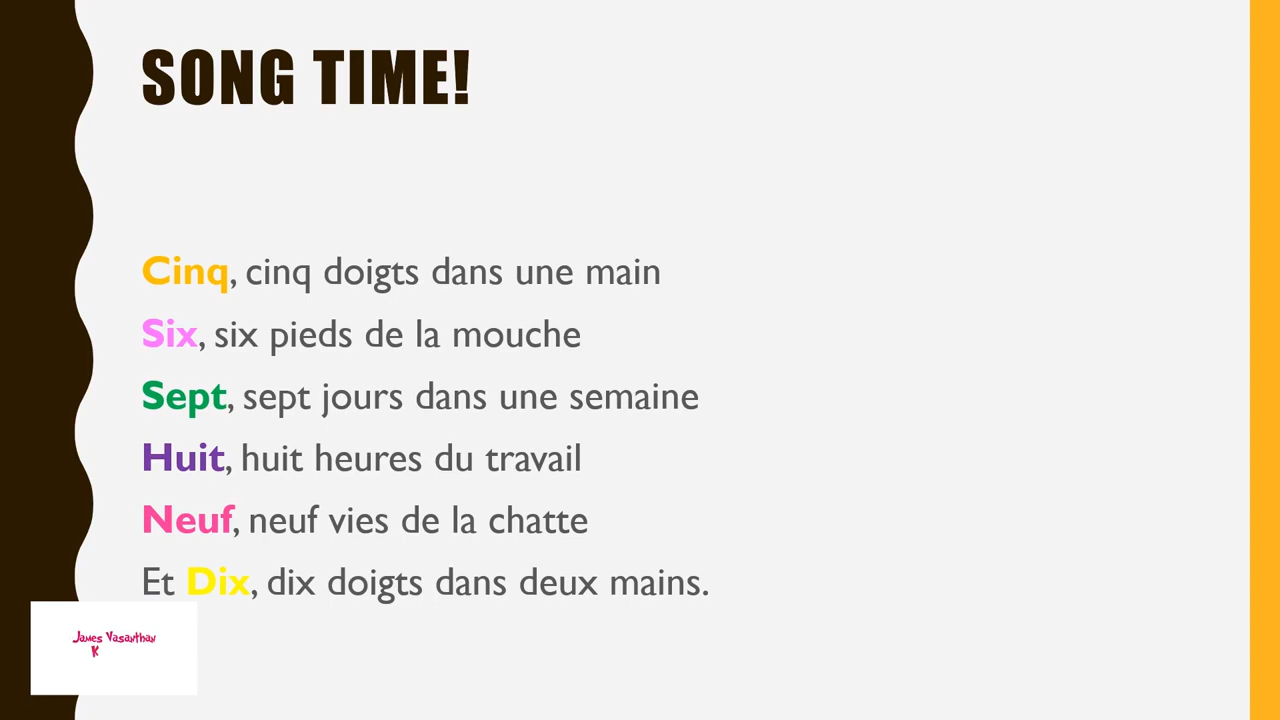 SONG TIME!
Cinq, cinq doigts dans une main
Six, six pieds de la mouche
Sept, sept jours dans une semaine
Huit, huit heures du travail
Neuf, neuf vies de la chatte
Et Dix, dix doigts dans deux mains.
James Vasanthan
K